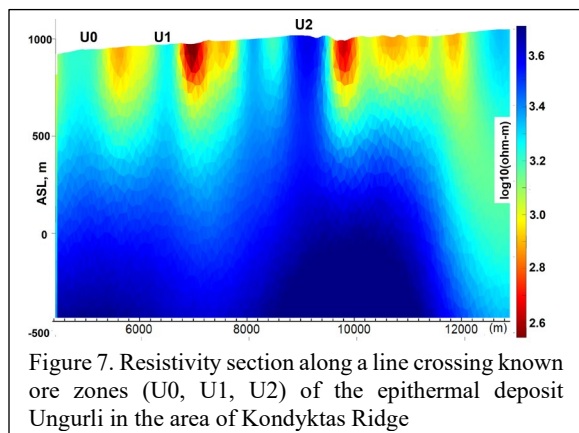 U0 U1 U2
1000
500
0
-500
ASL, m
6000 8000 10000 12000 (m)
3.6
3.4
3.2
3.0
2.8
2.6
log10(ohm-m)
Figure 7. Resistivity section along a line crossing known
ore zones (U0, U1, U2) of the epithermal deposit
Ungurli in the area of Kondyktas Ridge